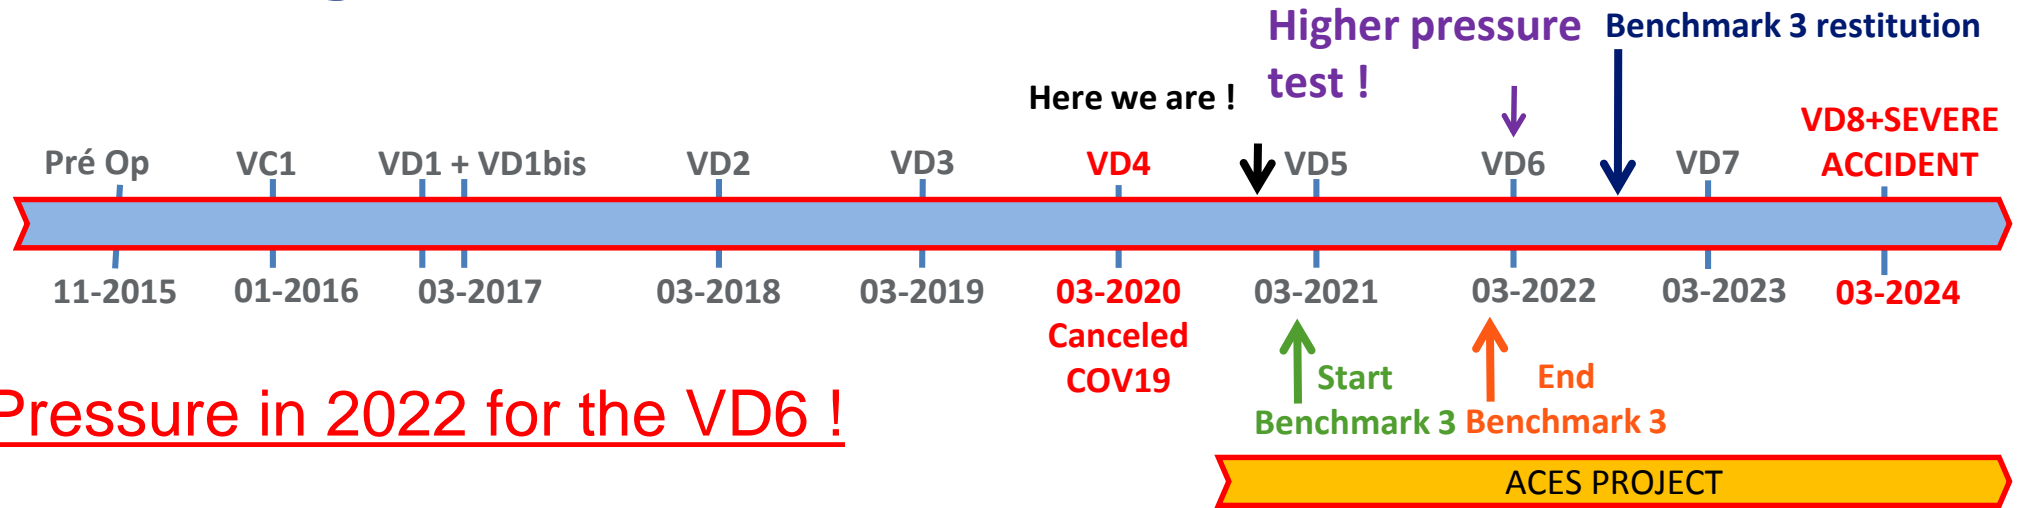 Higher pressure
test !
Benchmark 3 restitution
Here we are !
VD8+SEVERE
ACCIDENT
Pré Op
VC1
VD1 + VD1bis
VD2
VD3
VD4
VD5
VD6
VD7
11-2015
01-2016
03-2017
03-2018
03-2019
03-2020
Canceled
COV19
03-2021
03-2022
03-2023
03-2024
Start
Benchmark 3
End
Benchmark 3
Pressure in 2022 for the VD6 !
ACES PROJECT